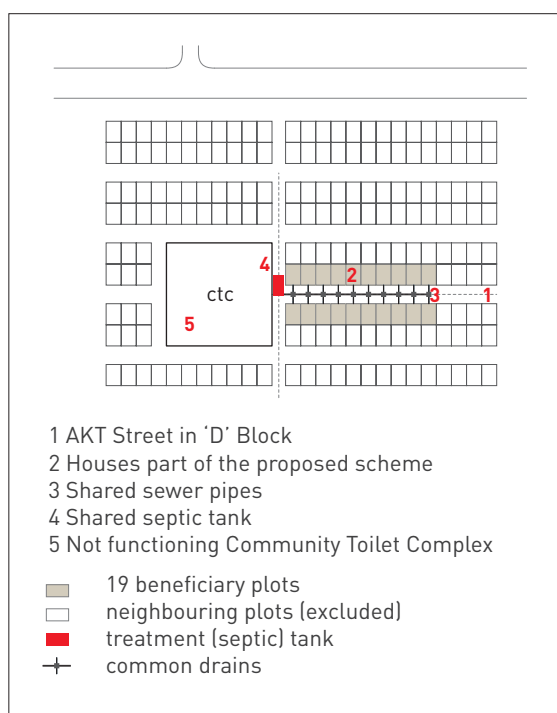 4
2
ctc
3
1
5
1 AKT Street in ‘D’ Block
2 Houses part of the proposed scheme
3 Shared sewer pipes
4 Shared septic tank
5 Not functioning Community Toilet Complex
19 beneficiary plots
neighbouring plots (excluded)
treatment (septic) tank
common drains